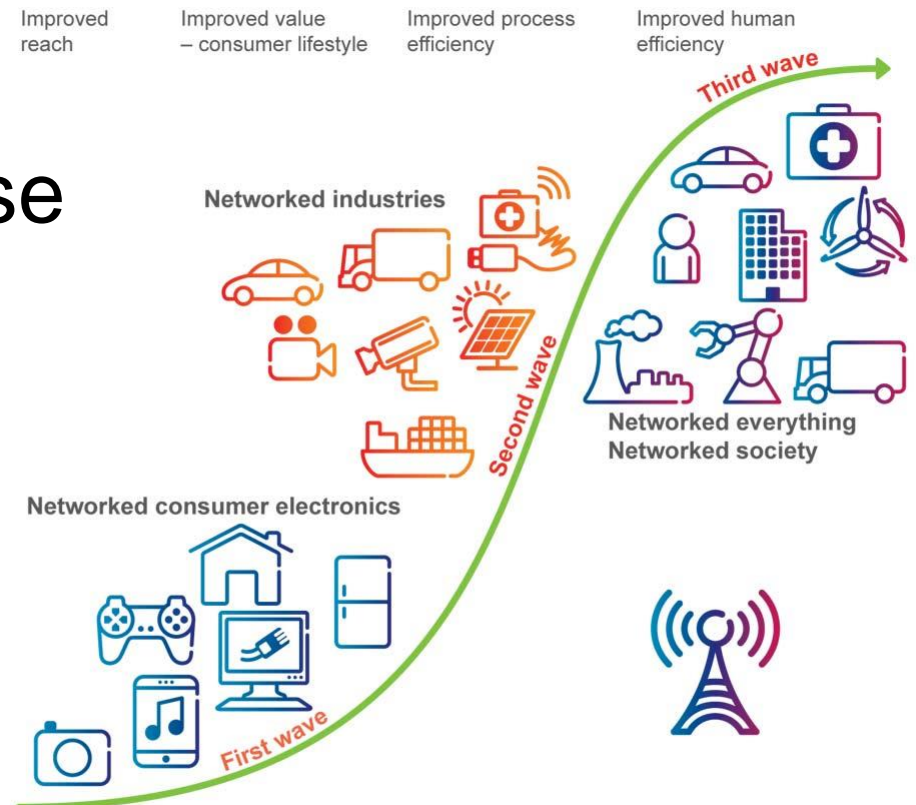 Improved
reach
Improved value
– consumer lifestyle
Improved process
efficiency
Improved human
efficiency
Third wave
se
Networked industries
Second wave
Networked everything
Networked society
Networked consumer electronics
First wave